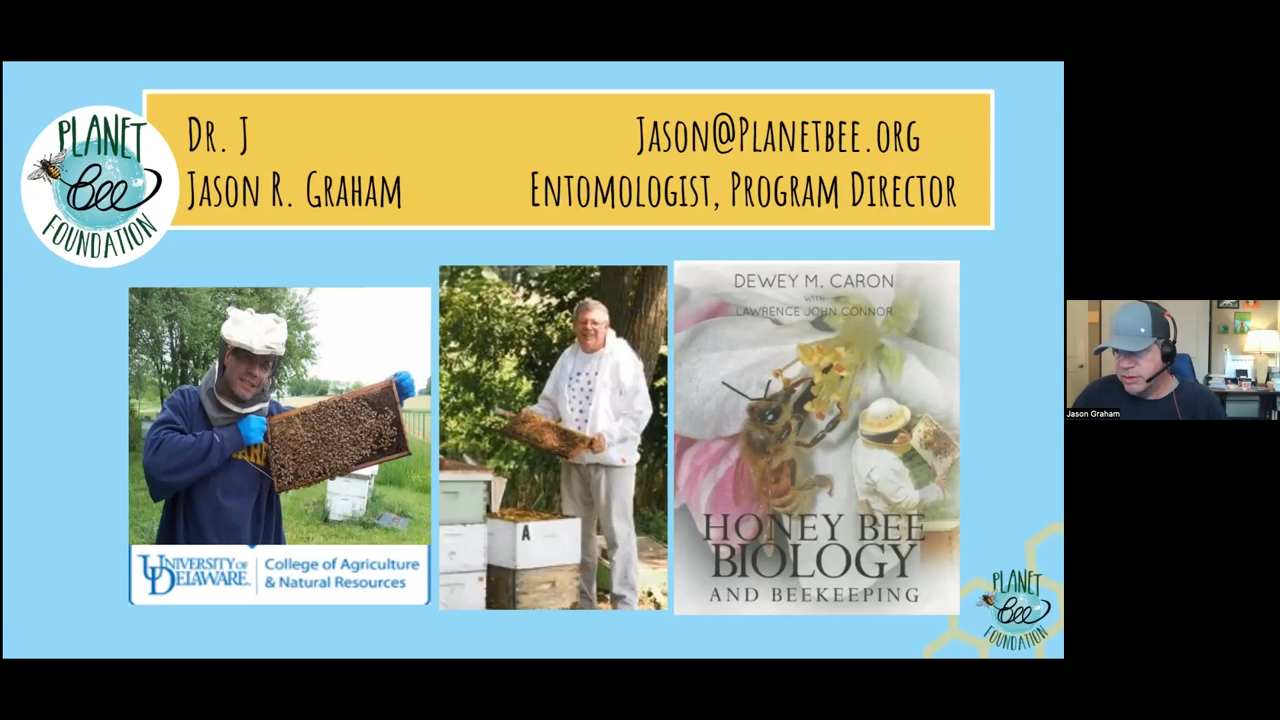 PLANET
Bee
FOUNDATION
DR. J
JASON R. GRAHAM
JASON@PLANETBEE.ORG
ENTOMOLOGIST, PROGRAM DIRECTOR
UNIVERSITY OF
DELAWARE
College of Agriculture
& Natural Resources
A
DEWEY M. CARON
WITH
LAWRENCE JOHN CONNOR
HONEY BEE
BIOLOGY
AND BEEKEEPING
PLANET
Bee
FOUNDATION
Jason Graham